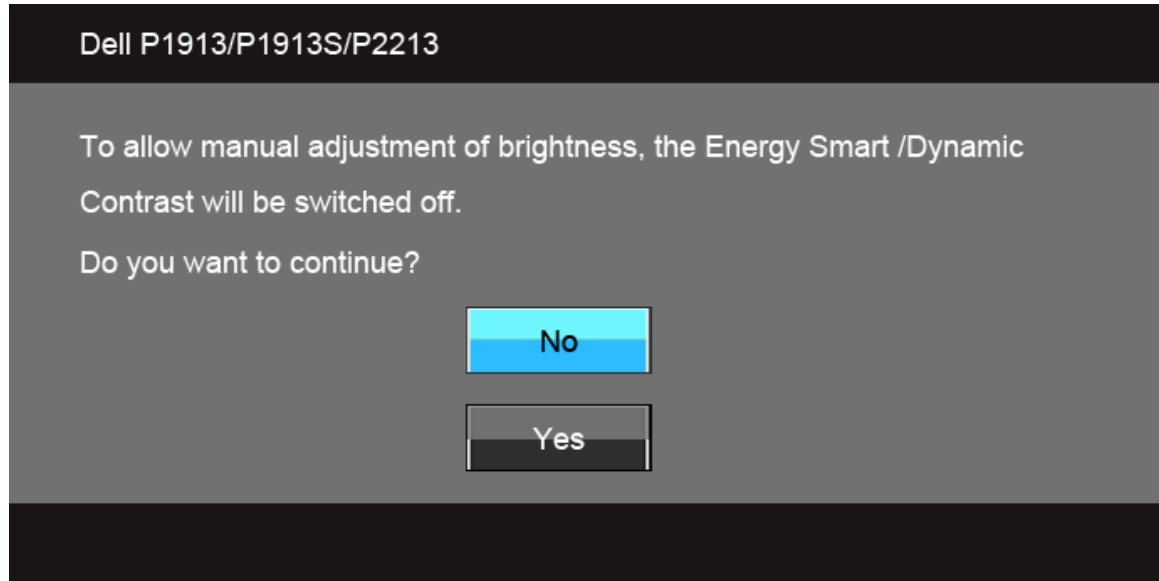 Dell P1913/P1913S/P2213
To allow manual adjustment of brightness, the Energy Smart /Dynamic
Contrast will be switched off.
Do you want to continue?
No
Yes